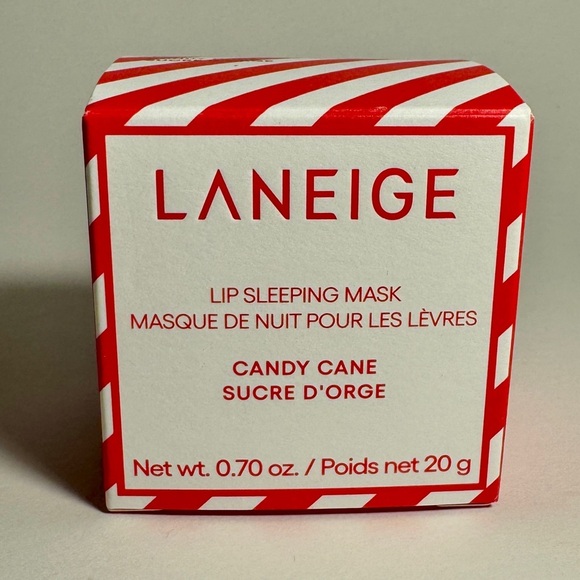 LANEIGE
LIP SLEEPING MASK
MASQUE DE NUIT POUR LES LÈVRES
CANDY CANE
SUCRE D'ORGE
Net wt. 0.70 oz. / Poids net 20 g